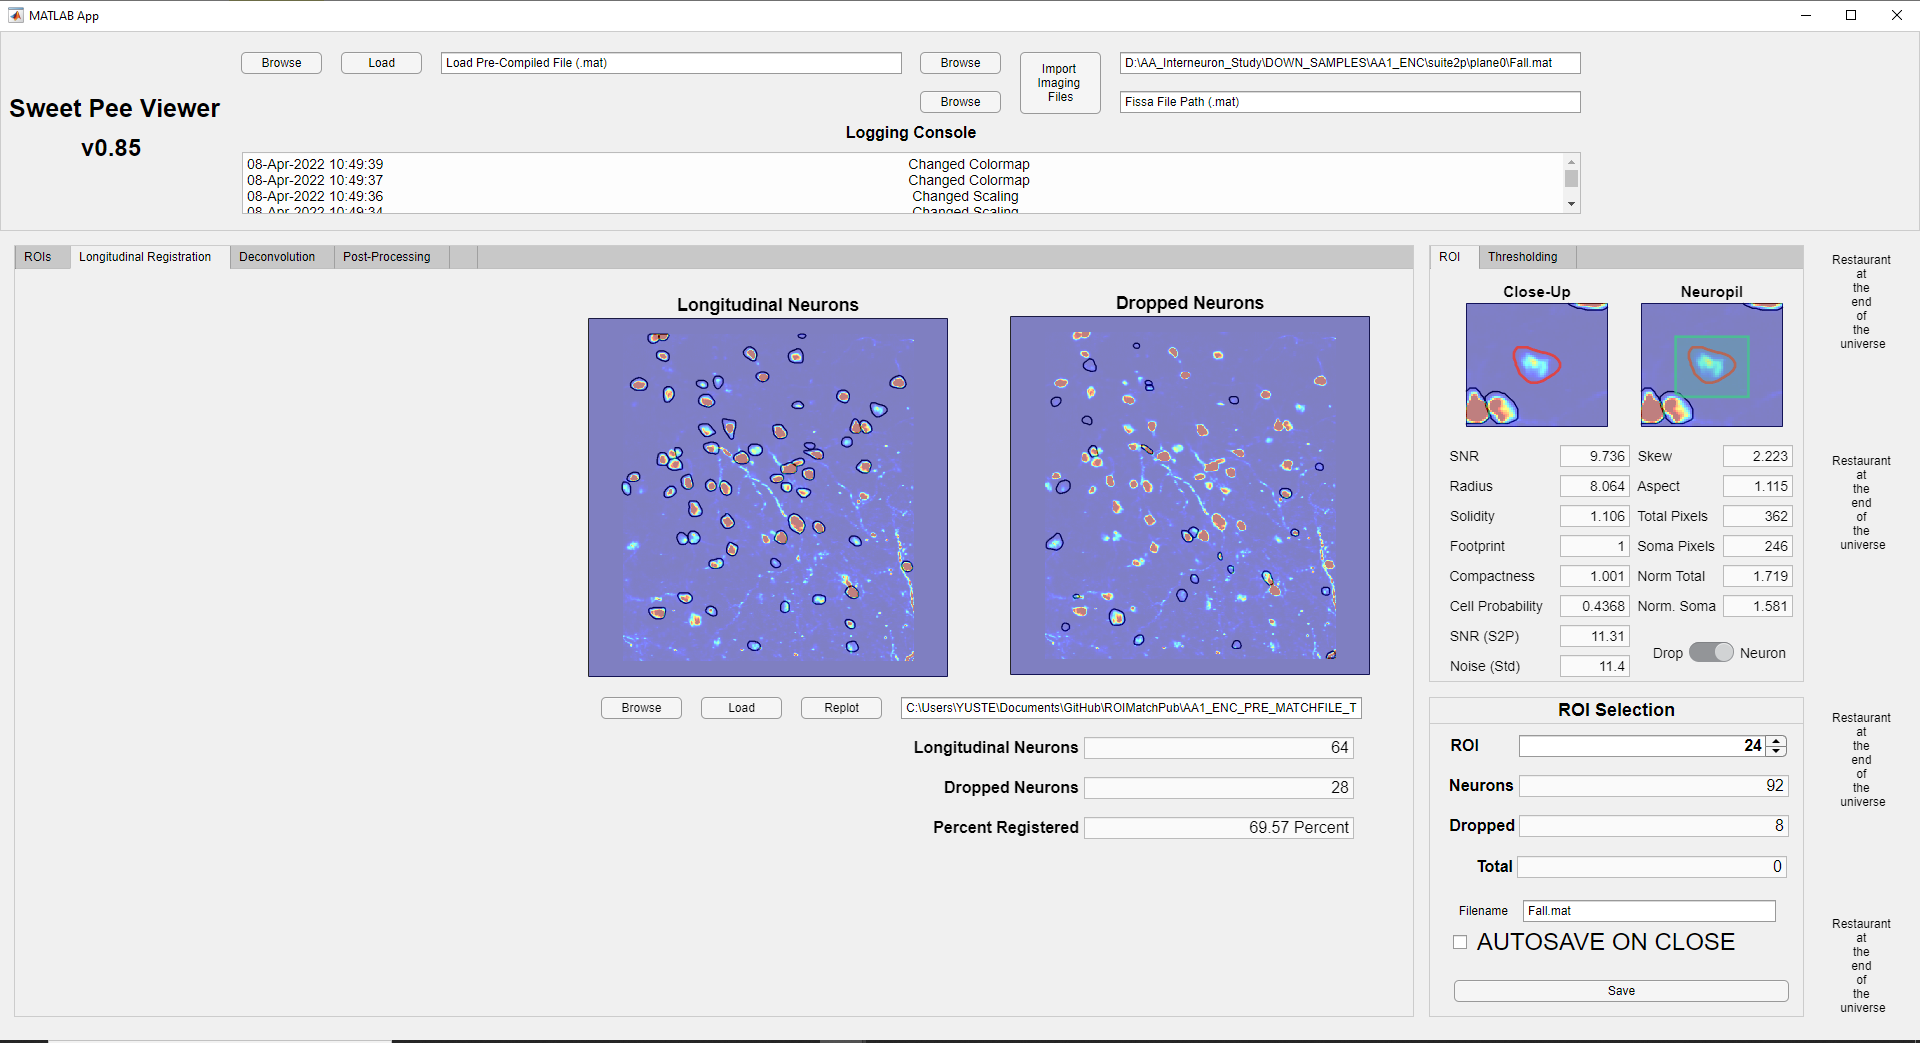 MATLAB App
Browse
Load
Load Pre-Compiled File (.mat)
Browse
Import
Imaging
Files
D:\AA_Interneuron_Study\DOWN_SAMPLES\AA1_ENC\suite2p\plane0\Fall.mat
Browse
Fissa File Path (.mat)
Sweet Pee Viewer
v0.85
Logging Console
08-Apr-2022 10:49:39 Changed Colormap
08-Apr-2022 10:49:37 Changed Colormap
08-Apr-2022 10:49:36 Changed Scaling
08-Apr-2022 10:49:34 Changed Scaling
ROIs
Longitudinal Registration
Deconvolution
Post-Processing
Longitudinal Neurons
Dropped Neurons
Browse
Load
Replot
C:\Users\YUSTE\Documents\GitHub\ROIMatchPub\AA1_ENC_PRE_MATCHFILE_T
Longitudinal Neurons 64
Dropped Neurons 28
Percent Registered 69.57 Percent
ROI
Thresholding
Close-Up
Neuropil
SNR 9.736 Skew 2.223
Radius 8.064 Aspect 1.115
Solidity 1.106 Total Pixels 362
Footprint 1 Soma Pixels 246
Compactness 1.001 Norm Total 1.719
Cell Probability 0.4368 Norm. Soma 1.581
SNR (S2P) 11.31
Drop Neuron
Noise (Std) 11.4
ROI Selection
ROI 24
Neurons 92
Dropped 8
Total 0
Filename Fall.mat
AUTOSAVE ON CLOSE
Save
Restaurant
at
the
end
of
the
universe
Restaurant
at
the
end
of
the
universe
Restaurant
at
the
end
of
the
universe
Restaurant
at
the
end
of
the
universe